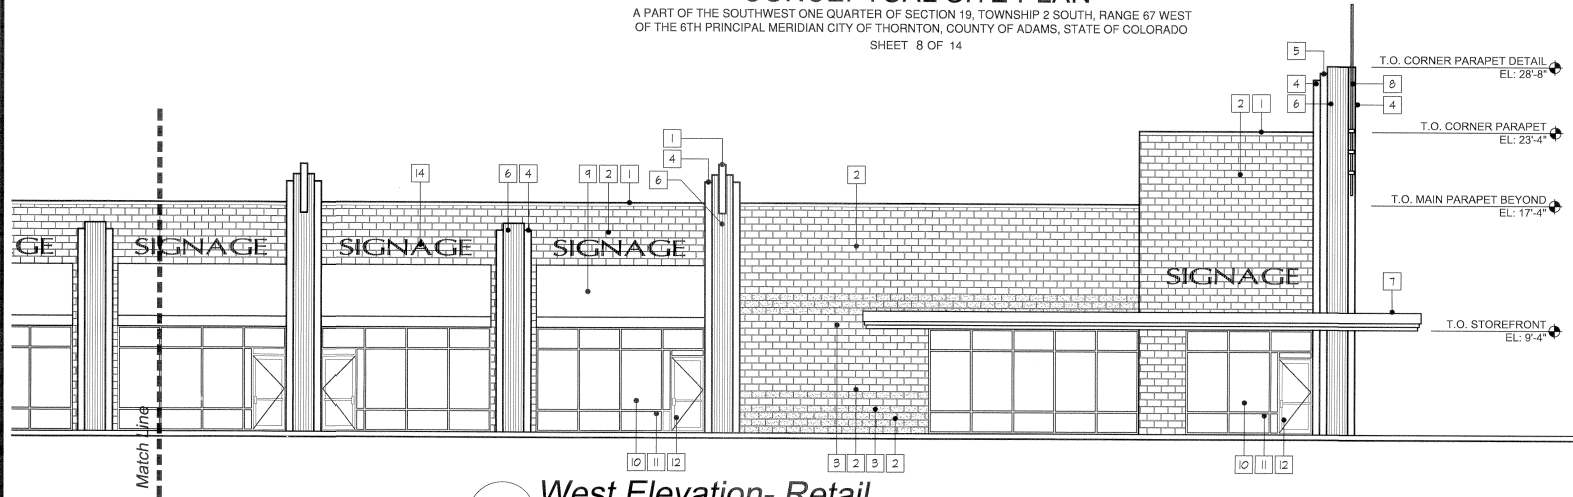 CONCEPTUAL SITE PLAN
A PART OF THE SOUTHWEST ONE QUARTER OF SECTION 19, TOWNSHIP 2 SOUTH, RANGE 67 WEST
OF THE 6TH PRINCIPAL MERIDIAN CITY OF THORNTON, COUNTY OF ADAMS, STATE OF COLORADO
SHEET 8 OF 14
5
T.O. CORNER PARAPET DETAIL
EL: 28'-8"
4
8
2
1
6
4
T.O. CORNER PARAPET
EL: 23'-4"
1
4
14
6
4
9
2
1
6
2
T.O. MAIN PARAPET BEYOND
EL: 17'-4"
GE
SIGNAGE
SIGNAGE
SIGNAGE
SIGNAGE
7
T.O. STOREFRONT
EL: 9'-4"
Match Line
10
11
12
3
2
3
2
10
11
12
West Elevation- Retail